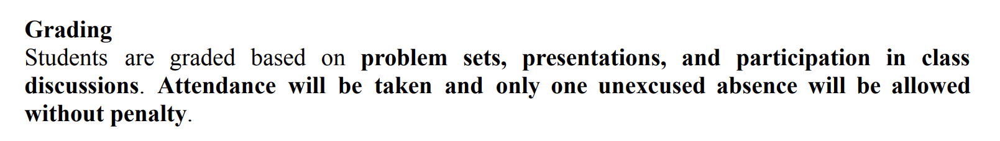 Grading
Students are graded based on problem sets, presentations, and participation in class
discussions. Attendance will be taken and only one unexcused absence will be allowed
without penalty.